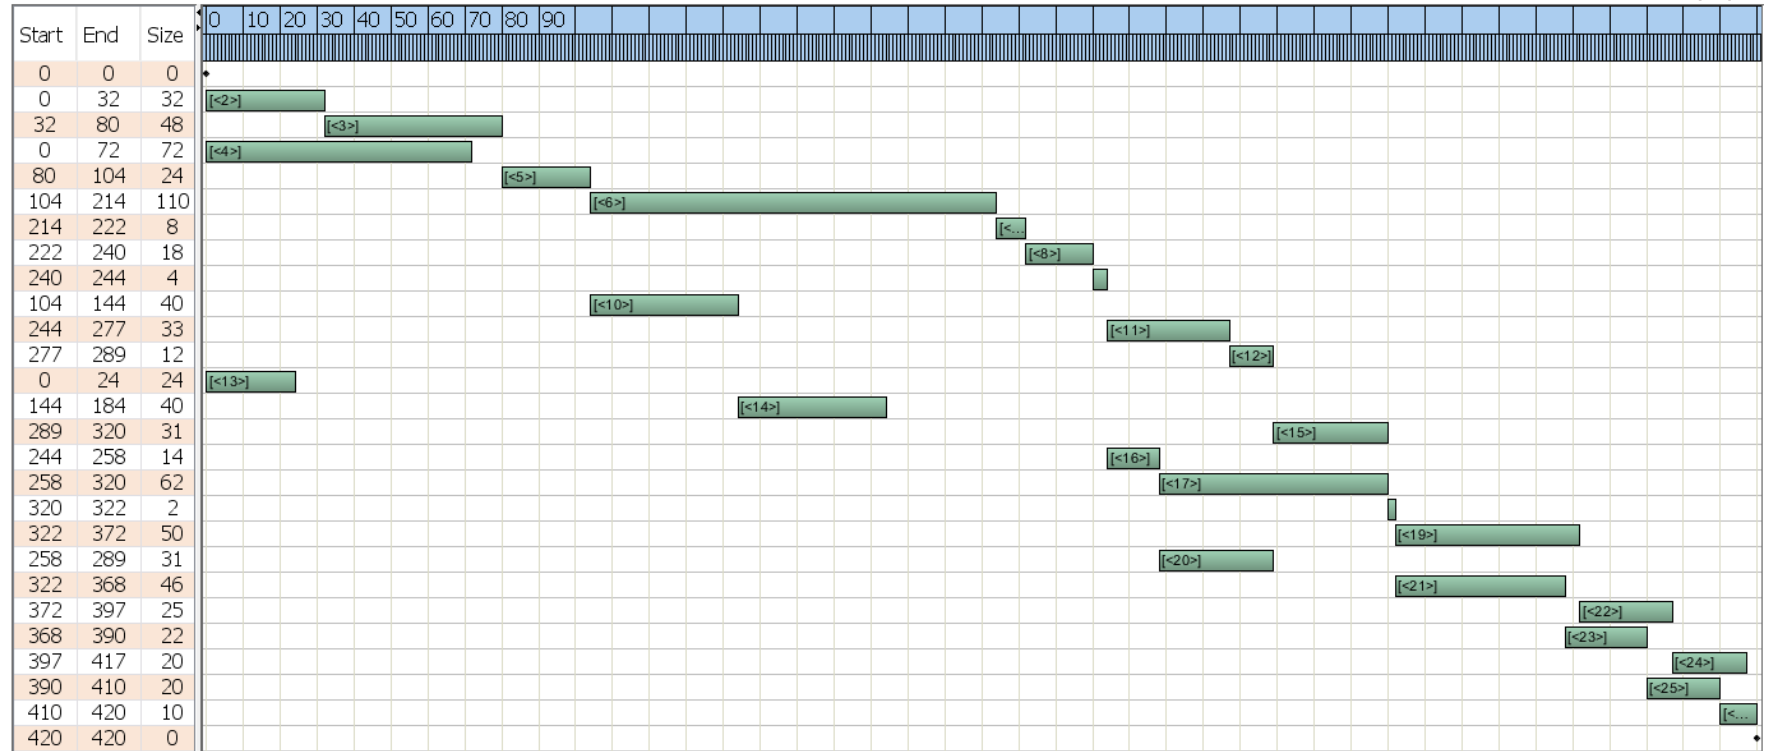 0 10 20 30 40 50 60 70 80 90
Start End Size
0 0 0
0 32 32 [<2>]
32 80 48 [<3>]
0 72 72 [<4>]
80 104 24 [<5>]
104 214 110 [<6>]
214 222 8 [<...
222 240 18 [<8>]
240 244 4
104 144 40 [<10>]
244 277 33 [<11>]
277 289 12 [<12>]
0 24 24 [<13>]
144 184 40 [<14>]
289 320 31 [<15>]
244 258 14 [<16>]
258 320 62 [<17>]
320 322 2
322 372 50 [<19>]
258 289 31 [<20>]
322 368 46 [<21>]
372 397 25 [<22>]
368 390 22 [<23>]
397 417 20 [<24>]
390 410 20 [<25>]
410 420 10 [<...
420 420 0